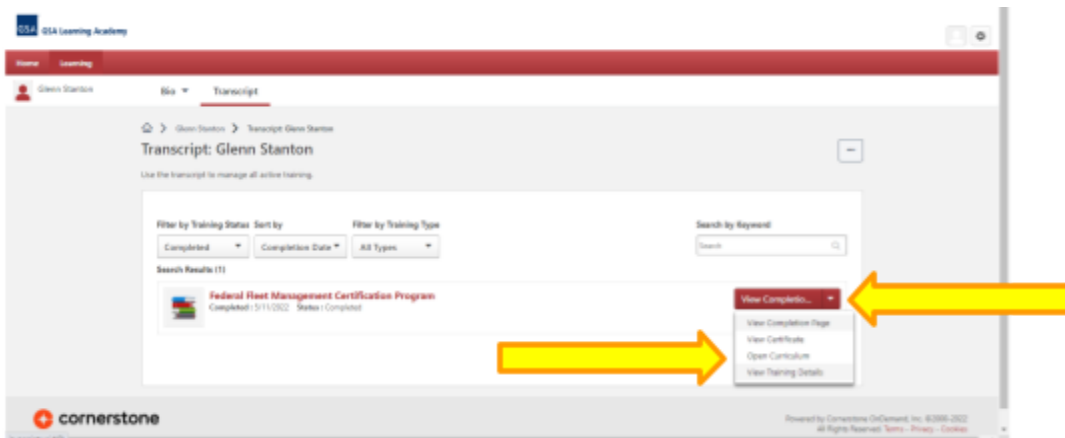 GSA GSA Learning Academy
Home Learning
Glenn Stanton Bio Transcript
Glenn Stanton Transcript: Glenn Stanton
Transcript: Glenn Stanton
Use the transcript to manage all active training.
Filter by Training Status Sort by Filter by Training Type Search by Keyword
Completed Completion Date All Types Search
Search Results (1)
Federal Fleet Management Certification Program
Completed : 5/11/2022 Status : Completed
View Completio...
View Completion Page
View Certificate
Open Curriculum
View Training Details
cornerstone
Powered by Cornerstone OnDemand, Inc. ©2000-2022
All Rights Reserved. Terms - Privacy - Cookies